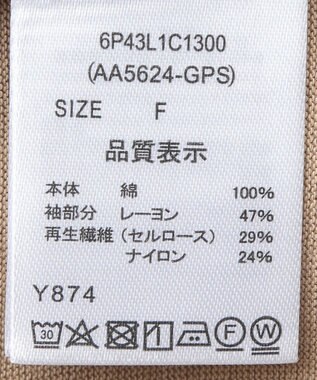 6P43L1C1300
(AA5624-GPS)
SIZE F
品質表示
本体 綿 100%
袖部分 レーヨン 47%
再生繊維(セルロース) 29%
ナイロン 24%
Y874
30 F W